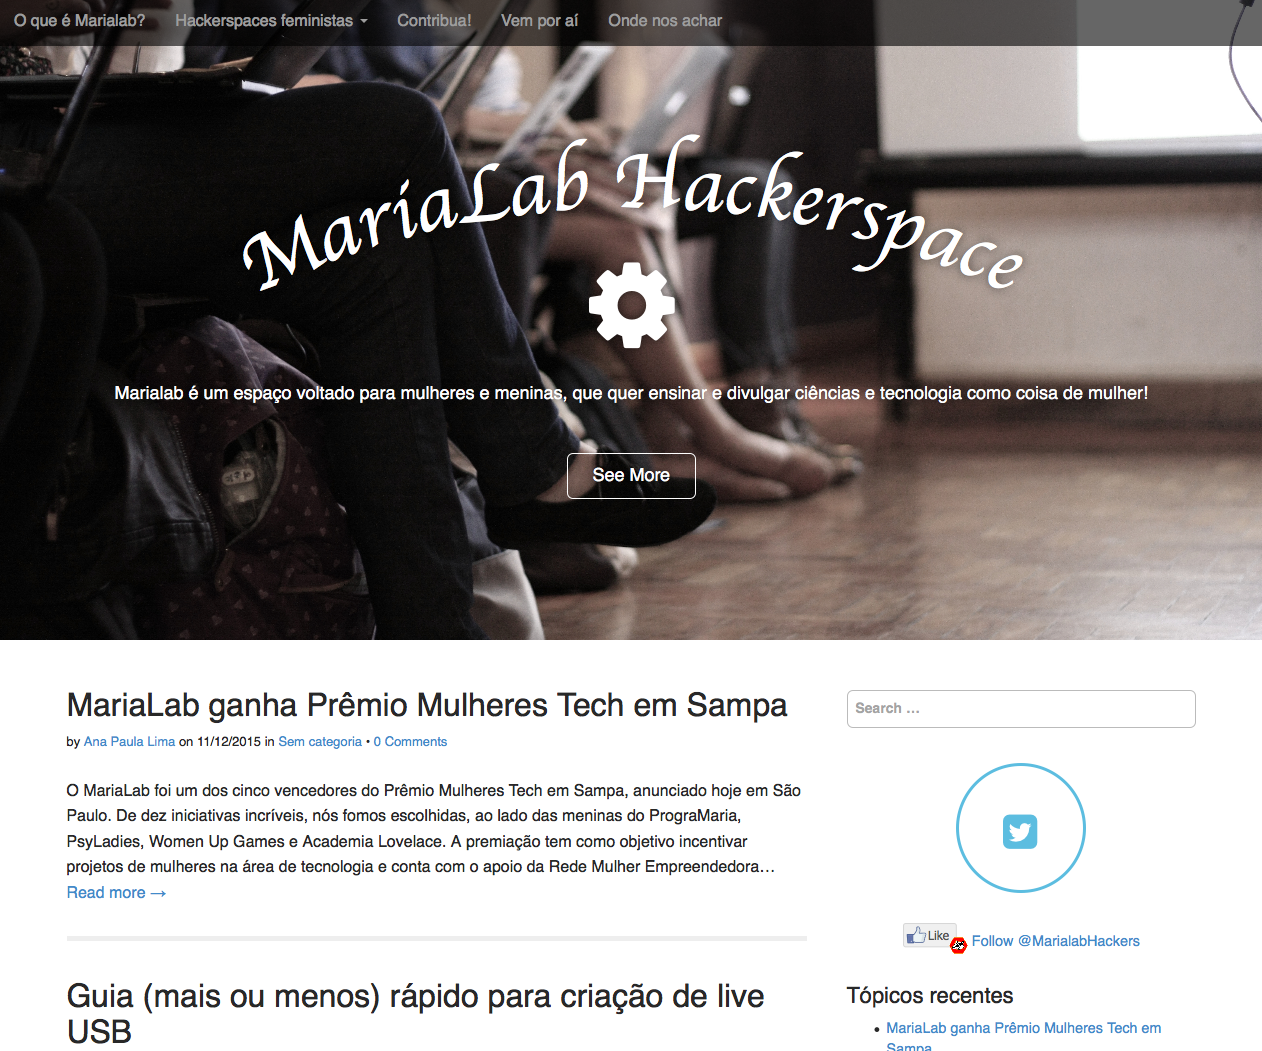 O que é Marialab?
Hackerspaces feministas
Contribua!
Vem por aí
Onde nos achar
MariaLab Hackerspace
Marialab é um espaço voltado para mulheres e meninas, que quer ensinar e divulgar ciências e tecnologia como coisa de mulher!
See More
MariaLab ganha Prêmio Mulheres Tech em Sampa
by Ana Paula Lima on 11/12/2015 in Sem categoria • 0 Comments
O MariaLab foi um dos cinco vencedores do Prêmio Mulheres Tech em Sampa, anunciado hoje em São
Paulo. De dez iniciativas incríveis, nós fomos escolhidas, ao lado das meninas do PrograMaria,
PsyLadies, Women Up Games e Academia Lovelace. A premiação tem como objetivo incentivar
projetos de mulheres na área de tecnologia e conta com o apoio da Rede Mulher Empreendedora…
Read more →
Guia (mais ou menos) rápido para criação de live
USB
Search …
Like
Follow @MarialabHackers
Tópicos recentes
• MariaLab ganha Prêmio Mulheres Tech em
Sampa